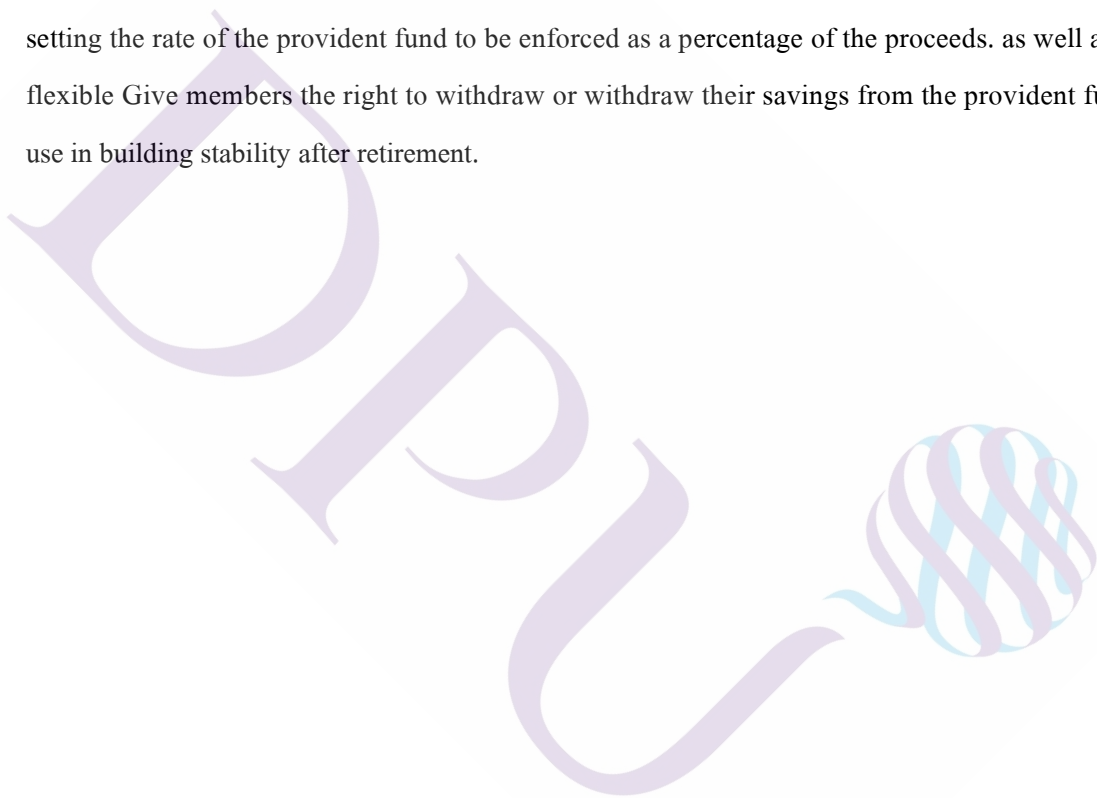 setting the rate of the provident fund to be enforced as a percentage of the proceeds. as well
flexible Give members the right to withdraw or withdraw their savings from the provident
use in building stability after retirement.
DPU